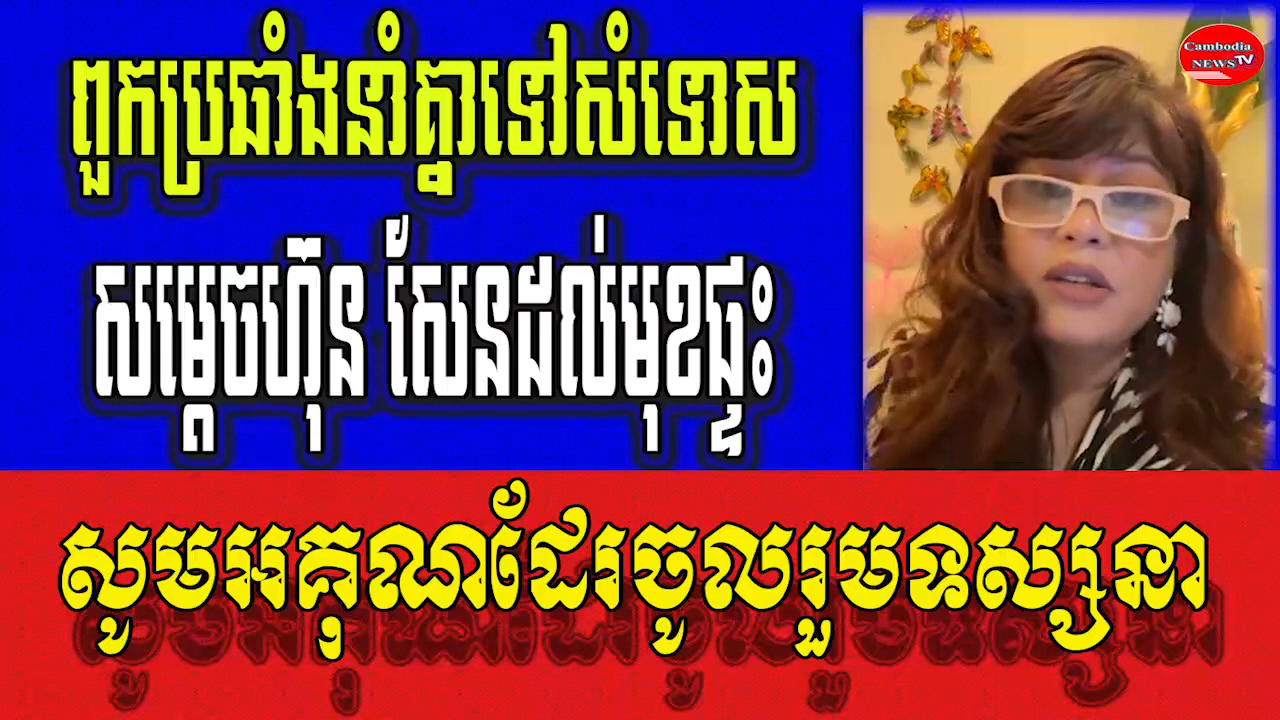 ពួកប្រឆាំងនាំគ្នាទៅសំទោស
សម្តេចហ៊ុន សែនដល់មុខផ្ទះ
Cambodia
NEWS TV
សូមអគុណដែរចូលរួមទស្សនា